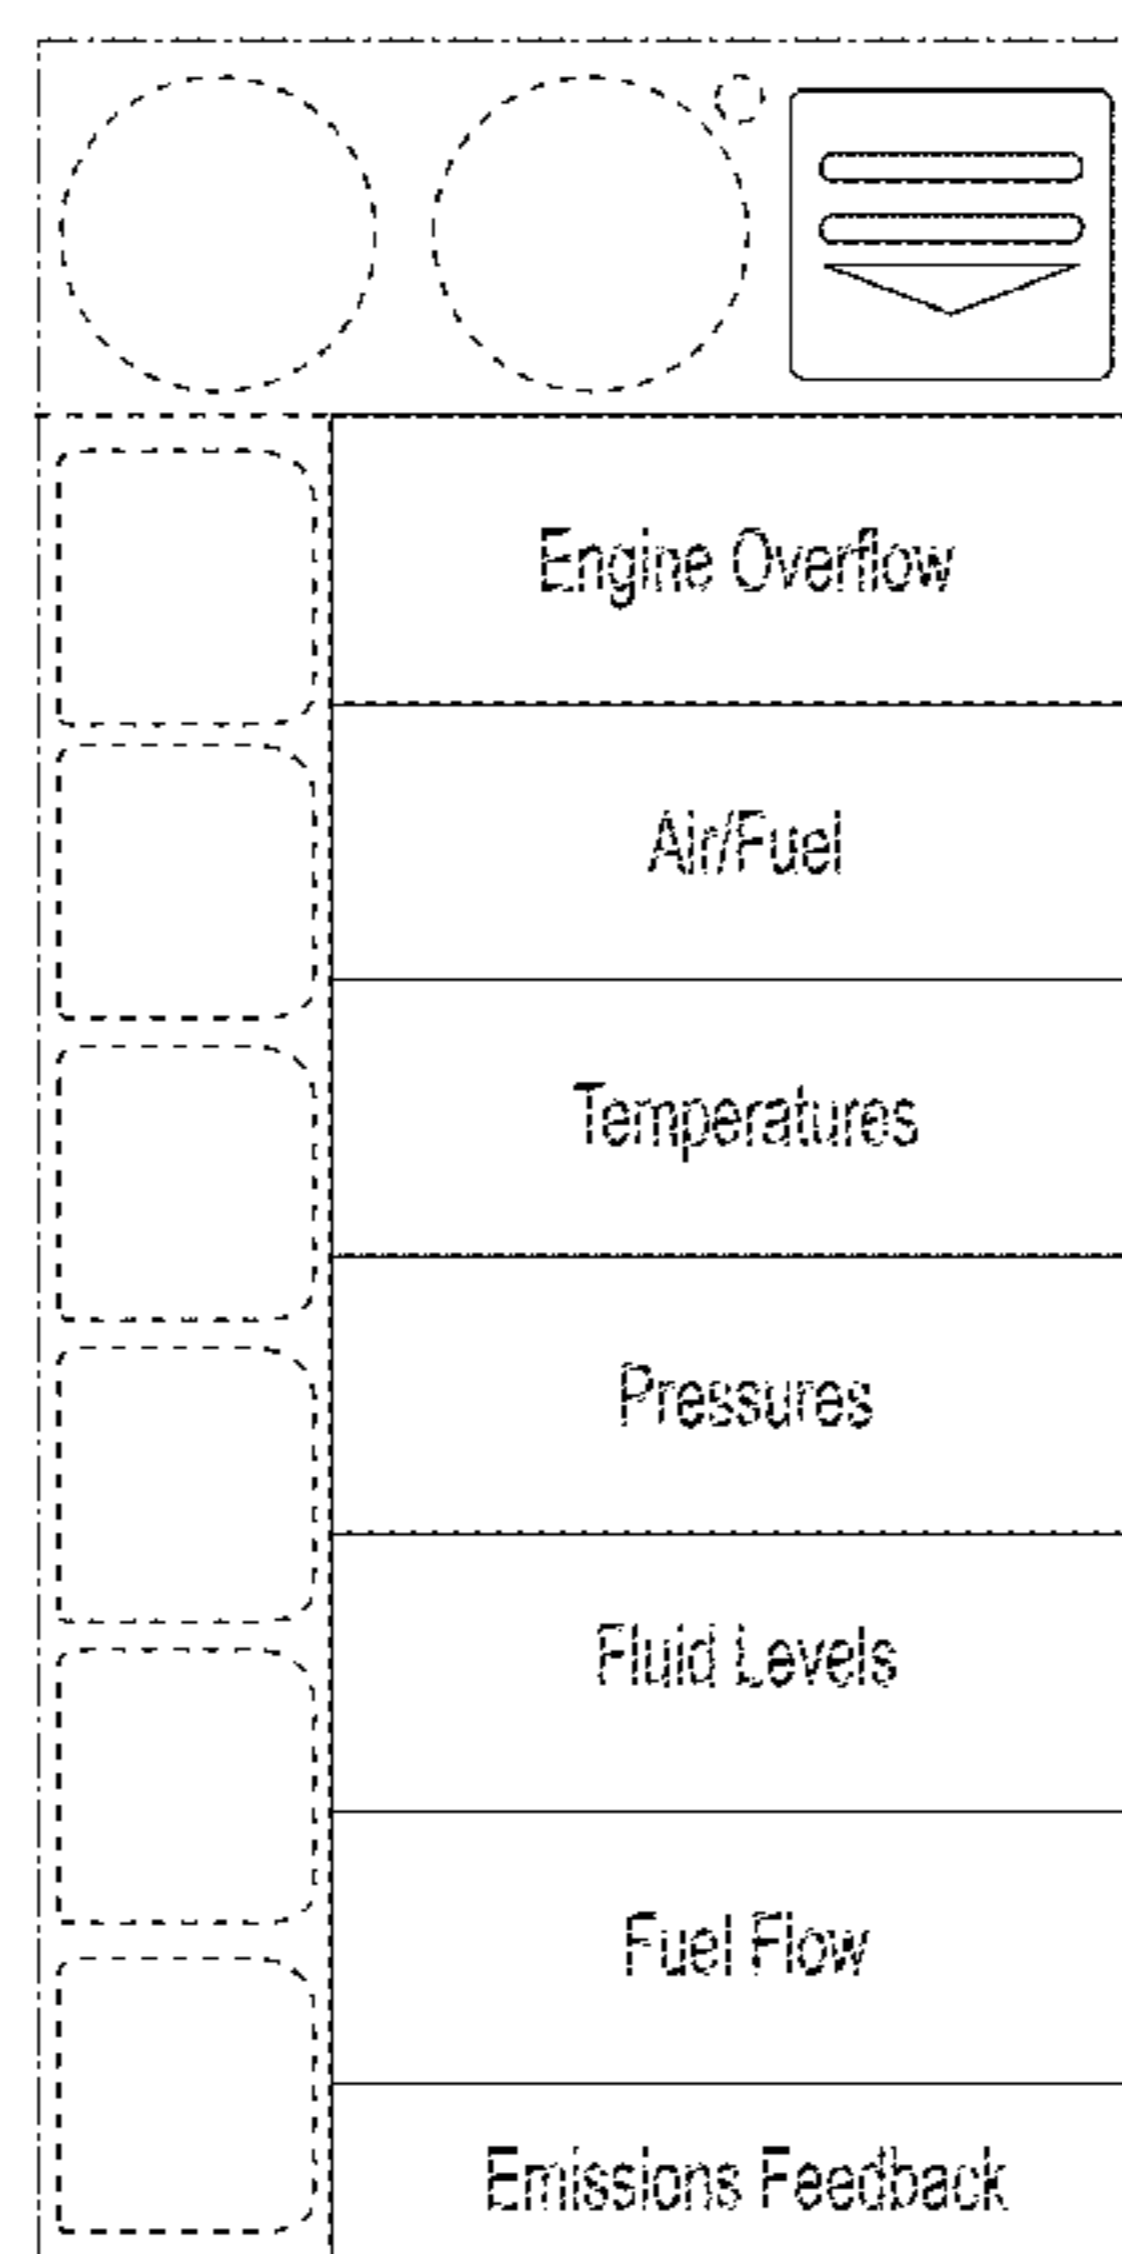 Engine Overflow
Air/Fuel
Temperatures
Pressures
Fluid Levels
Fuel Flow
Emissions Feedback